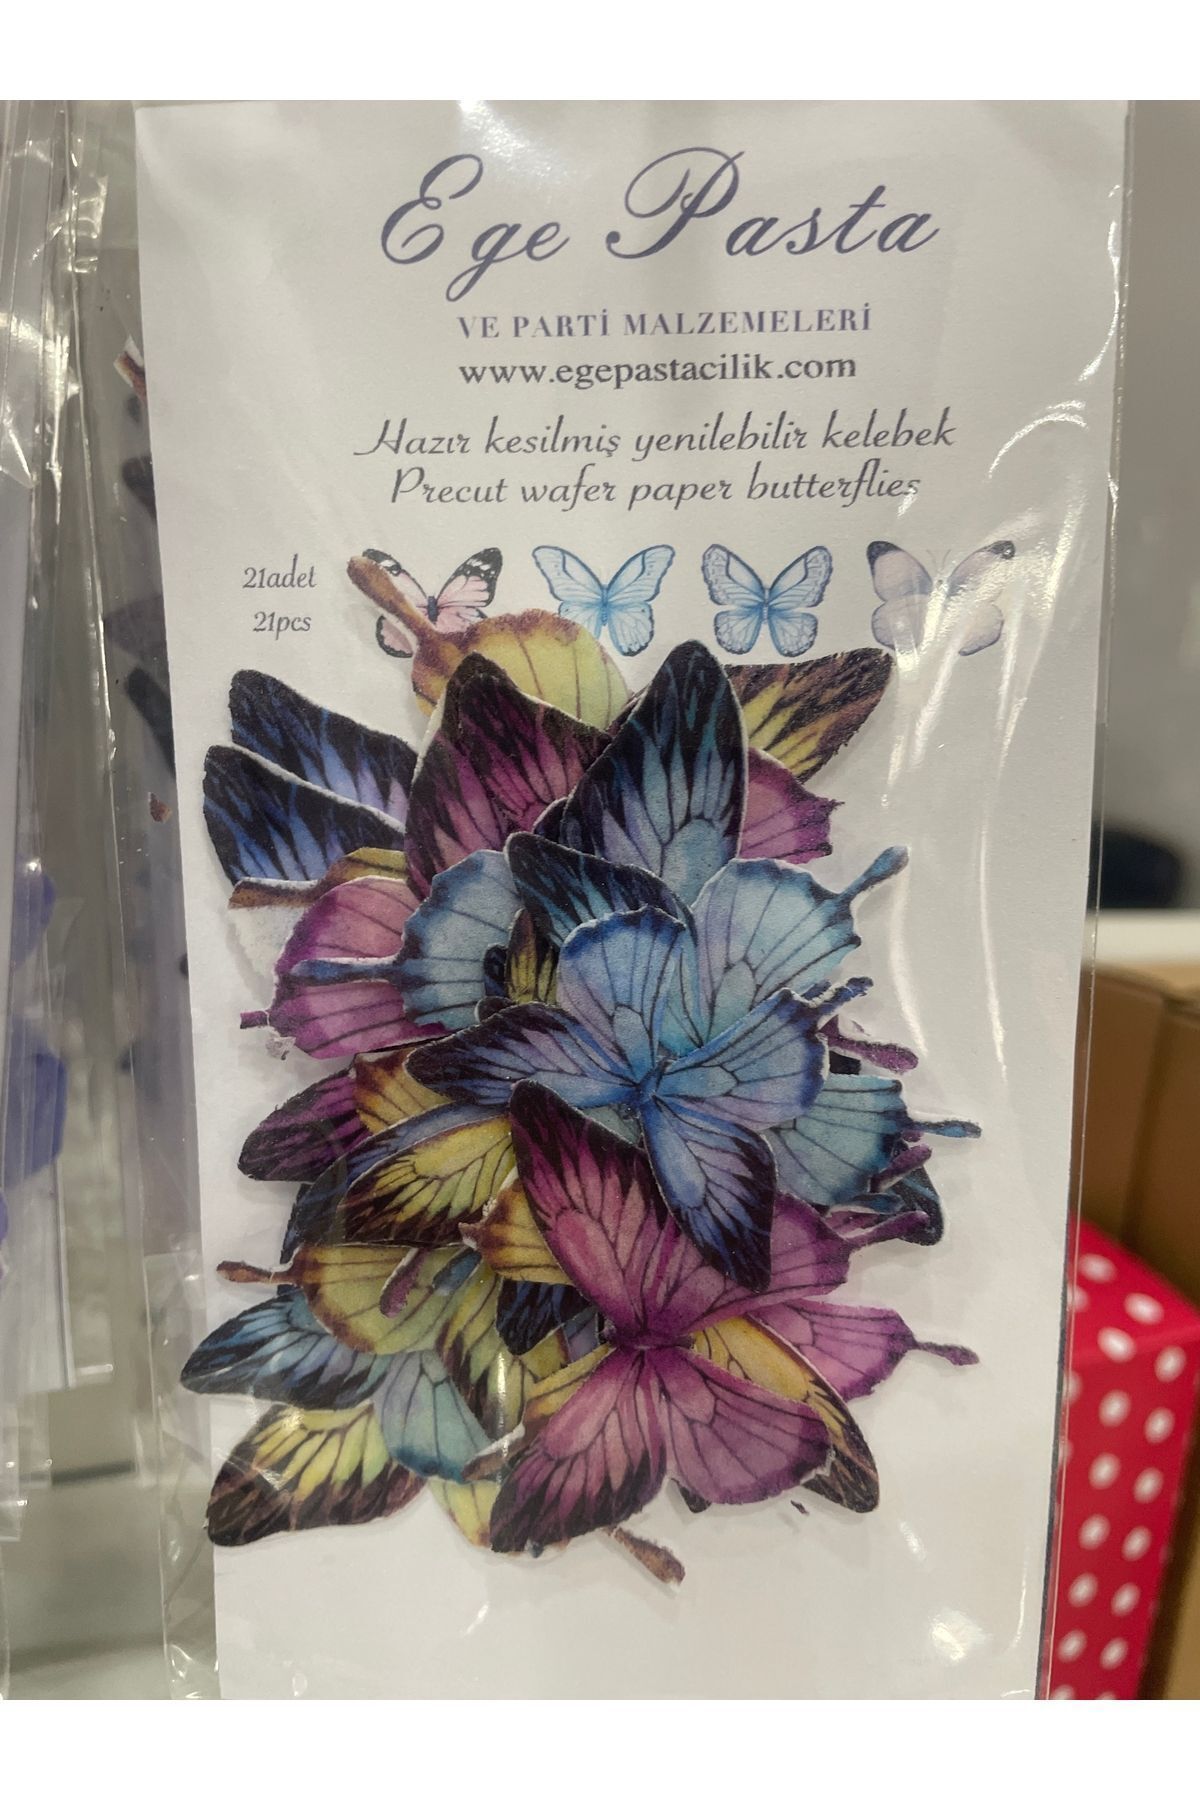 Ege Pasta
VE PARTİ MALZEMELERİ
www.egepastacilik.com
Hazır kesilmiş yenilebilir kelebek
Precut wafer paper butterflies
21adet
21pcs